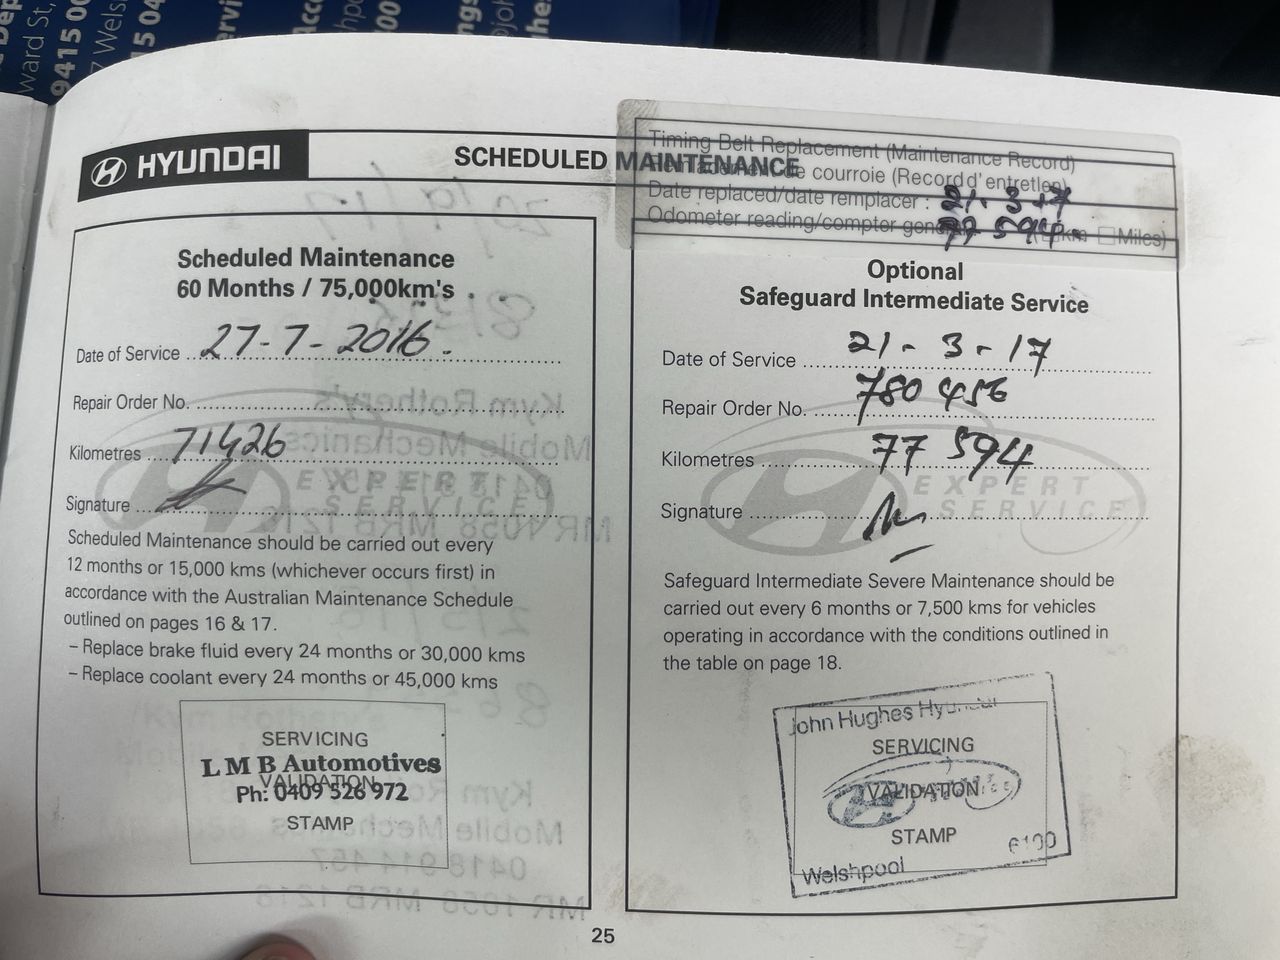 HYUNDAI
SCHEDULED MAINTENANCE
Timing Belt Replacement (Maintenance Record)
de courroie (Record d'entretien)
Date replaced/date remplacer : 21. 3. 17
Odometer reading/compter 77 594 km Miles)
Scheduled Maintenance
60 Months / 75,000km's
Date of Service 27-7-2016.
Repair Order No.
Kilometres 71426
Signature
EXPERT
SERVICE
Scheduled Maintenance should be carried out every
12 months or 15,000 kms (whichever occurs first) in
accordance with the Australian Maintenance Schedule
outlined on pages 16 & 17.
– Replace brake fluid every 24 months or 30,000 kms
– Replace coolant every 24 months or 45,000 kms
SERVICING
L M B Automotives
VALIDATION
Ph: 0409 526 972
STAMP
Optional
Safeguard Intermediate Service
Date of Service 21 - 3 - 17
Repair Order No. 780 456
Kilometres 77 594
Signature
EXPERT
SERVICE
Safeguard Intermediate Severe Maintenance should be
carried out every 6 months or 7,500 kms for vehicles
operating in accordance with the conditions outlined in
the table on page 18.
John Hughes Hyundai
SERVICING
VALIDATION
STAMP
6100
Welshpool
25